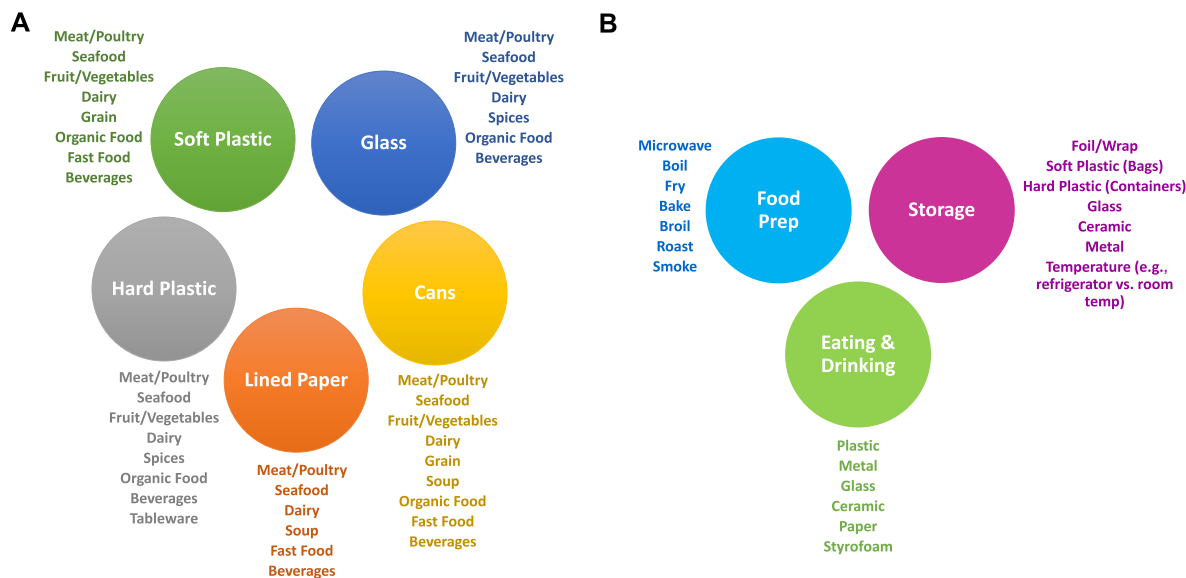 A
Meat/Poultry
Seafood
Fruit/Vegetables
Dairy
Grain
Organic Food
Fast Food
Beverages
Soft Plastic
Glass
Meat/Poultry
Seafood
Fruit/Vegetables
Dairy
Spices
Organic Food
Beverages
Hard Plastic
Meat/Poultry
Seafood
Fruit/Vegetables
Dairy
Spices
Organic Food
Beverages
Tableware
Lined Paper
Meat/Poultry
Seafood
Dairy
Soup
Fast Food
Beverages
Cans
Meat/Poultry
Seafood
Fruit/Vegetables
Dairy
Grain
Soup
Organic Food
Fast Food
Beverages
B
Microwave
Boil
Fry
Bake
Broil
Roast
Smoke
Food
Prep
Storage
Foil/Wrap
Soft Plastic (Bags)
Hard Plastic (Containers)
Glass
Ceramic
Metal
Temperature (e.g.,
refrigerator vs. room
temp)
Eating &
Drinking
Plastic
Metal
Glass
Ceramic
Paper
Styrofoam